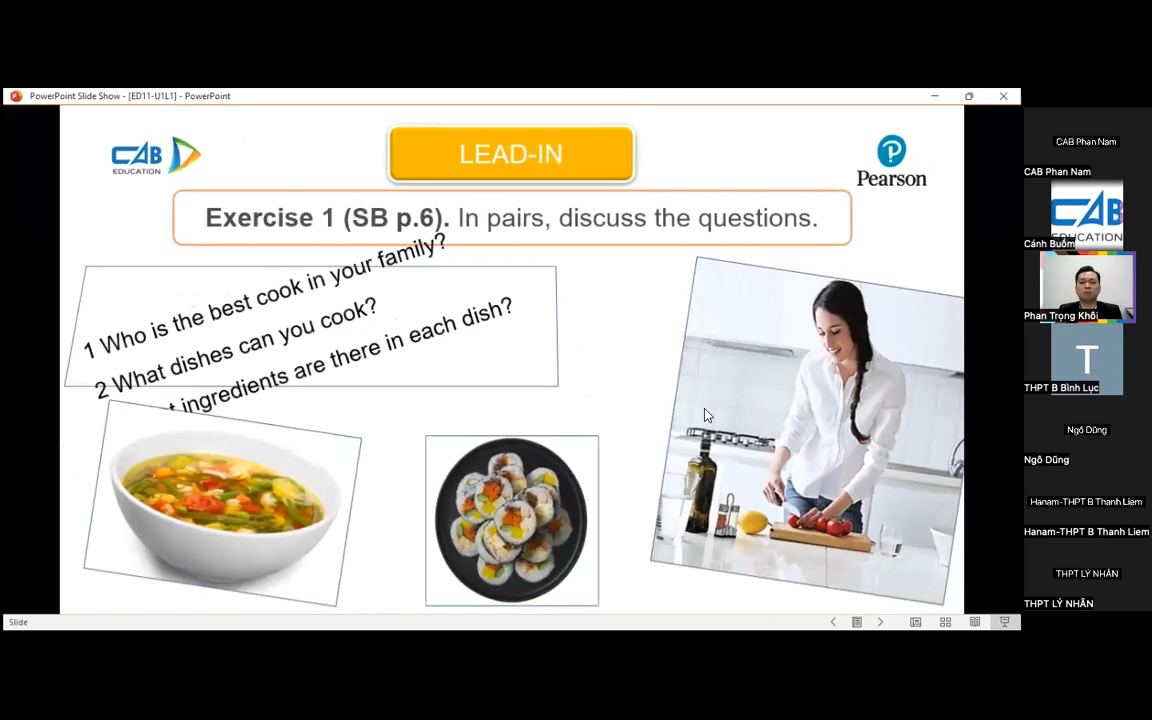 PowerPoint Slide Show - [ED11-U1L1] - PowerPoint
CAB
EDUCATION
LEAD-IN
Pearson
Exercise 1 (SB p.6). In pairs, discuss the questions.
1 Who is the best cook in your family?
2 What dishes can you cook?
ingredients are there in each dish?
Slide
CAB Phan Nam
CAB Phan Nam
CAB
EDUCATION
Cánh Buồm
Phan Trọng Khôi
T
THPT B Bình Lục
Ngô Dũng
Ngô Dũng
Hanam-THPT B Thanh Liem
Hanam-THPT B Thanh Liem
THPT LÝ NHÂN
THPT LÝ NHÂN